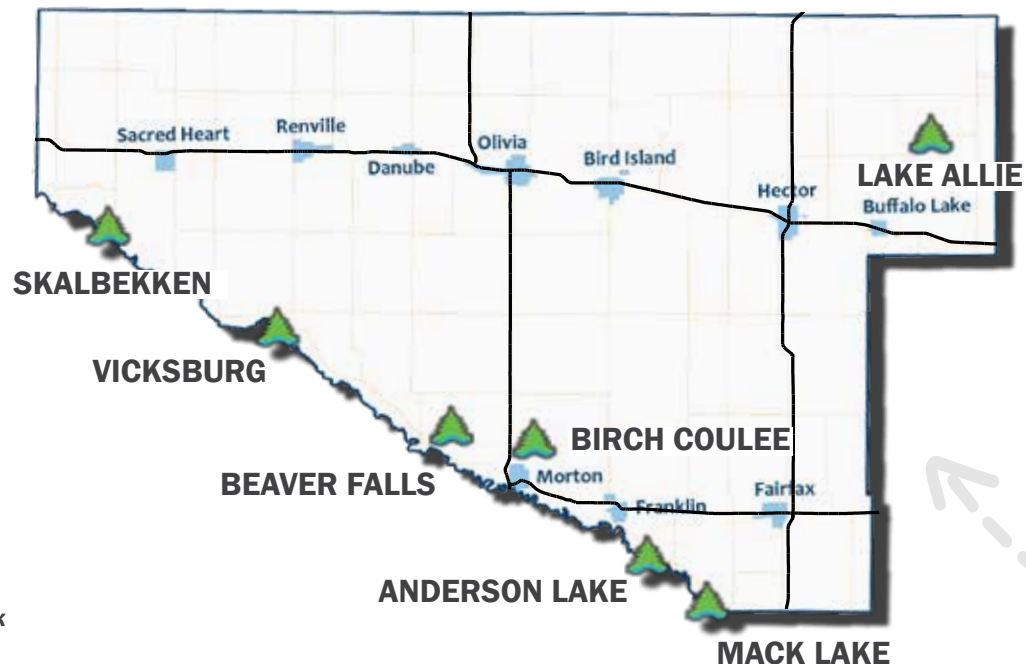 Sacred Heart
Renville
Danube
Olivia
Bird Island
LAKE ALLIE
Hector
Buffalo Lake
SKALBEKKEN
VICKSBURG
BIRCH COULEE
BEAVER FALLS
Morton
Franklin
Fairfax
ANDERSON LAKE
MACK LAKE